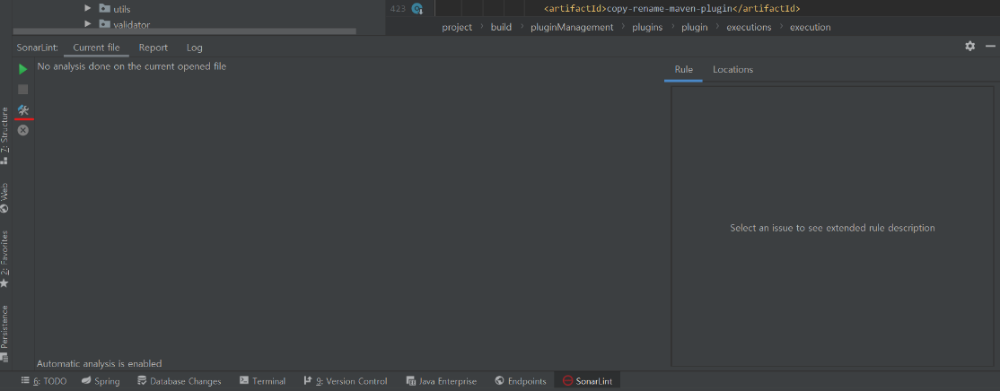 utils
validator
423 <artifactId>copy-rename-maven-plugin</artifactId>
project > build > pluginManagement > plugins > plugin > executions > execution
SonarLint: Current file Report Log
No analysis done on the current opened file
Rule Locations
Select an issue to see extended rule description
Automatic analysis is enabled
7: Structure
Web
2: Favorites
Persistence
6: TODO Spring Database Changes Terminal 9: Version Control Java Enterprise Endpoints SonarLint